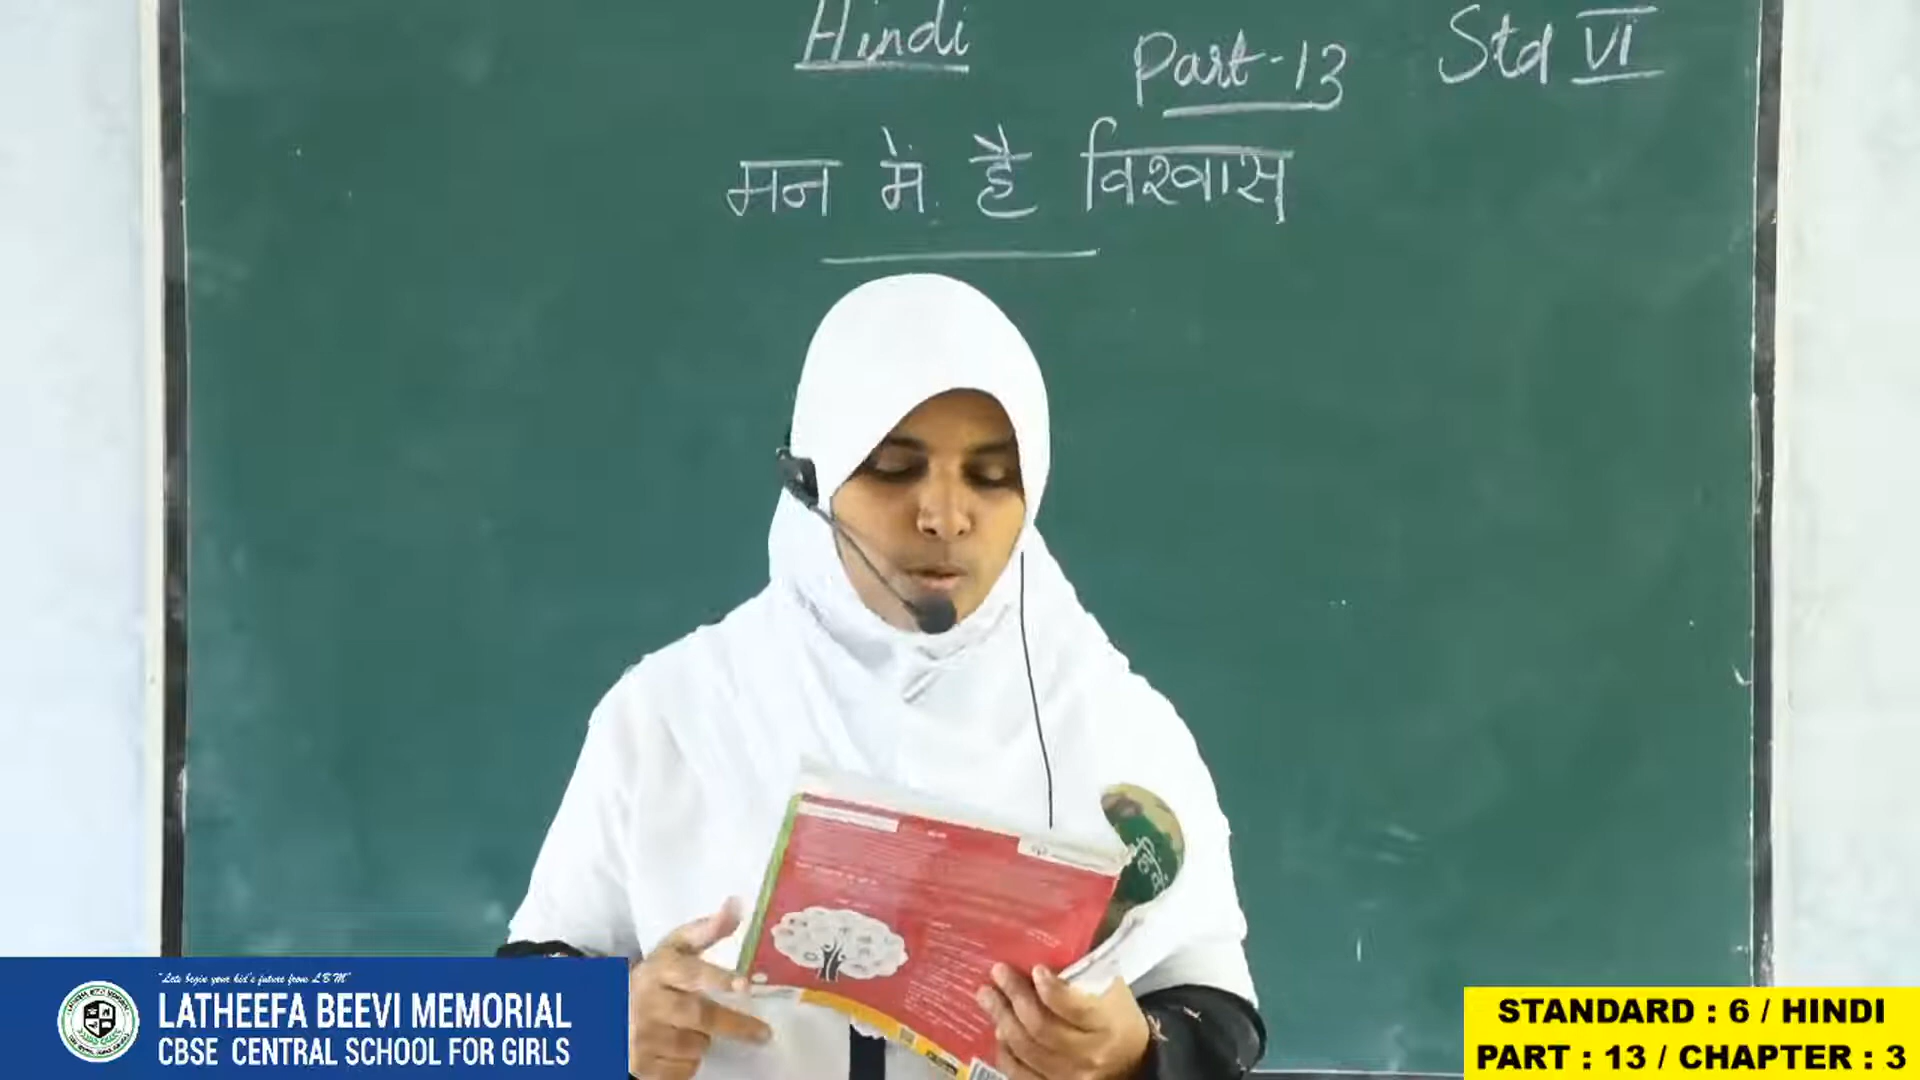 Hindi
Part-13
Std VI
मन में है विश्वास
हिंदी
"Lets begin your kid's future from LBM"
LATHEEFA BEEVI MEMORIAL
CBSE CENTRAL SCHOOL FOR GIRLS
STANDARD : 6 / HINDI
PART : 13 / CHAPTER : 3